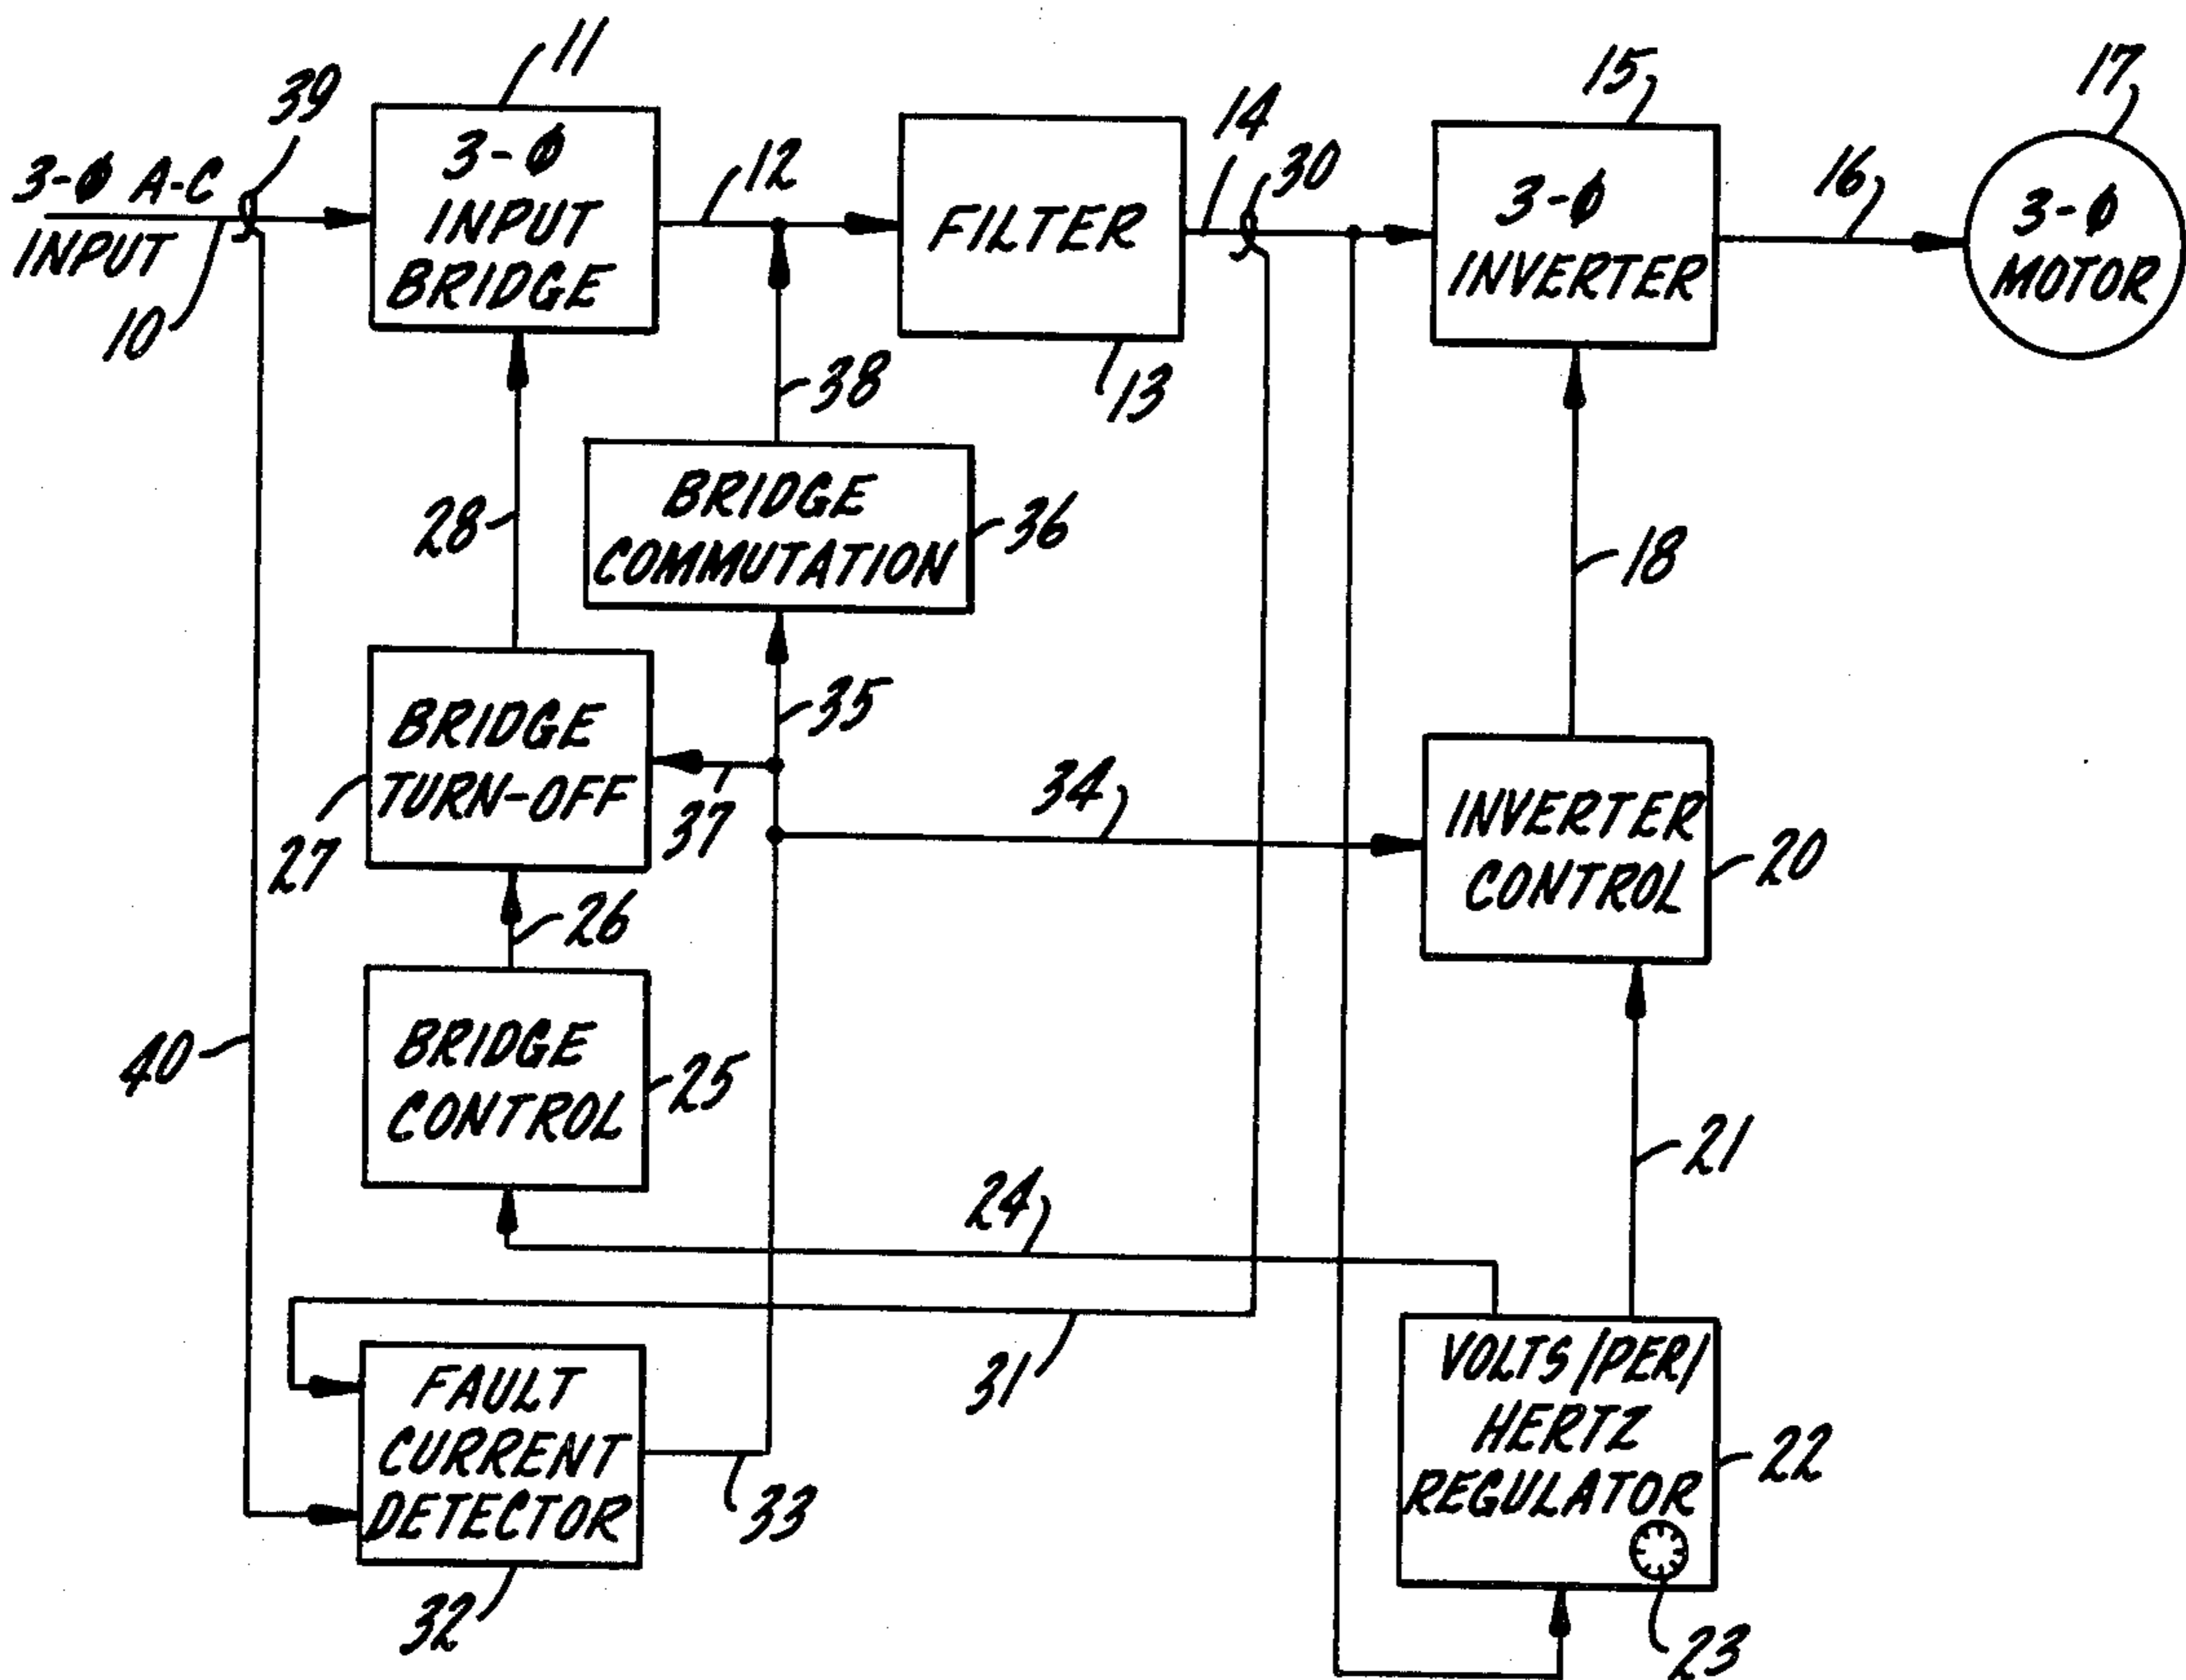 11
39
3-Ø A-C
INPUT
10
3-Ø
INPUT
BRIDGE
12
FILTER
13
14
30
15
3-Ø
INVERTER
16
17
3-Ø
MOTOR
38
28
BRIDGE
COMMUTATION
36
18
BRIDGE
TURN-OFF
27
35
37
34
INVERTER
CONTROL
20
26
40
BRIDGE
CONTROL
25
21
24
31
FAULT
CURRENT
DETECTOR
32
33
VOLTS/PER/
HERTZ
REGULATOR
22
23